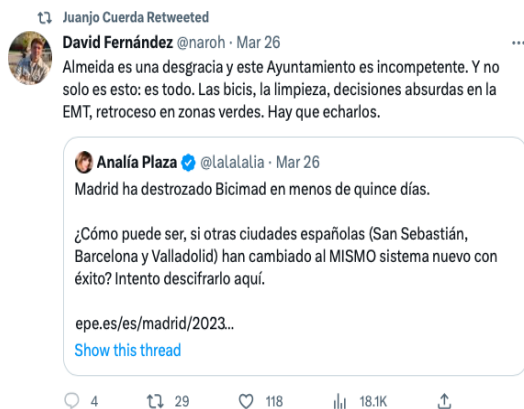 Juanjo Cuerda Retweeted
David Fernández @naroh · Mar 26
Almeida es una desgracia y este Ayuntamiento es incompetente. Y no
solo es esto: es todo. Las bicis, la limpieza, decisiones absurdas en la
EMT, retroceso en zonas verdes. Hay que echarlos.
Analía Plaza @lalalalia · Mar 26
Madrid ha destrozado Bicimad en menos de quince días.
¿Cómo puede ser, si otras ciudades españolas (San Sebastián,
Barcelona y Valladolid) han cambiado al MISMO sistema nuevo con
éxito? Intento descifrarlo aquí.
epe.es/es/madrid/2023...
Show this thread
4 29 118 18.1K